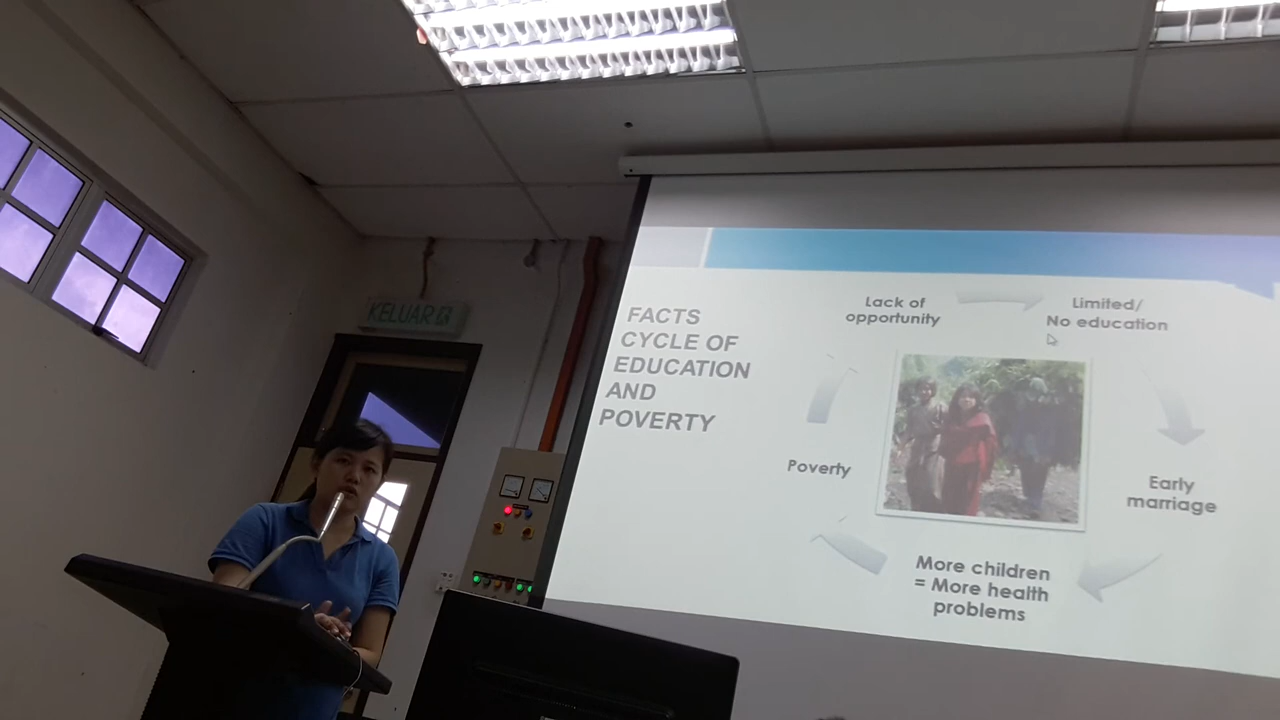 KELUAR
FACTS
CYCLE OF
EDUCATION
AND
POVERTY
Lack of
opportunity
Limited/
No education
Early
marriage
More children
= More health
problems
Poverty